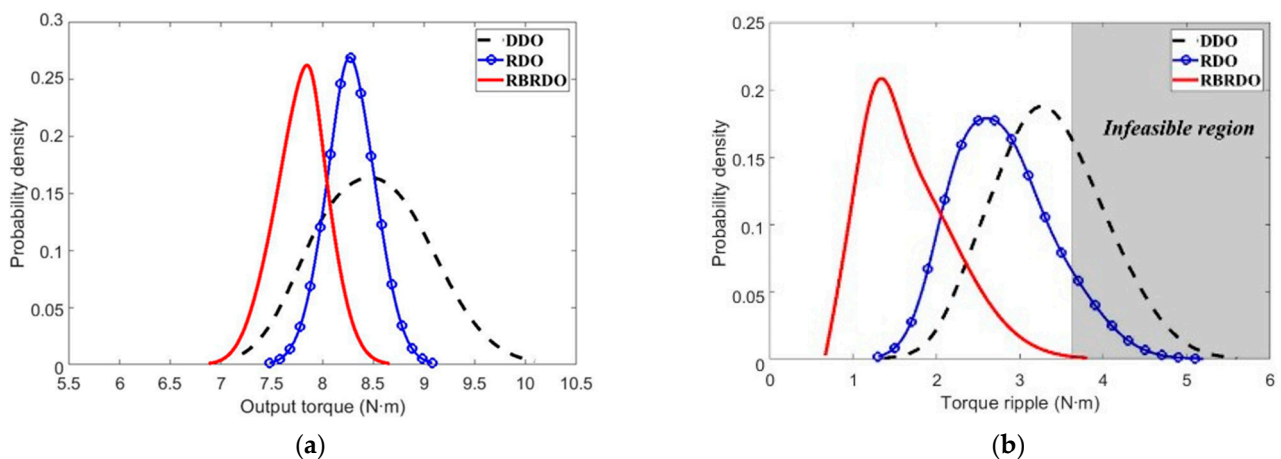 0.3
0.25
0.2
0.15
0.1
0.05
0
Probability density
5.5 6 6.5 7 7.5 8 8.5 9 9.5 10 10.5
Output torque (N·m)
DDO
RDO
RBRDO
(a)
0.25
0.2
0.15
0.1
0.05
0
Probability density
0 1 2 3 4 5 6
Torque ripple (N·m)
DDO
RDO
RBRDO
Infeasible region
(b)